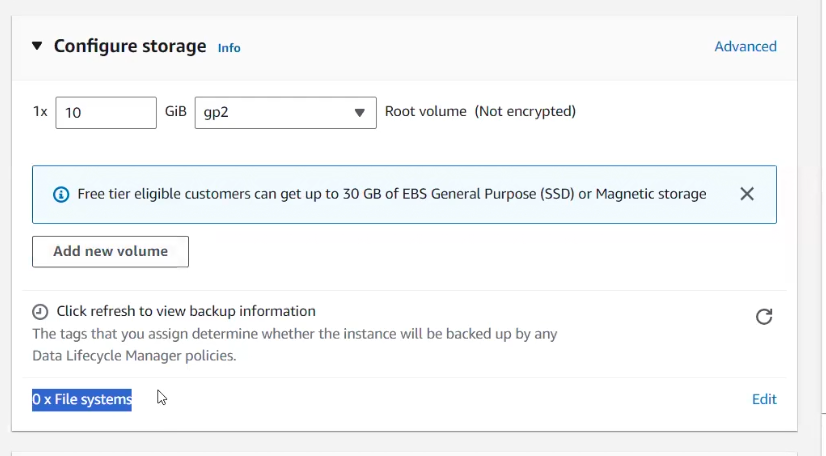 Configure storage Info Advanced
1x 10 GiB gp2 Root volume (Not encrypted)
Free tier eligible customers can get up to 30 GB of EBS General Purpose (SSD) or Magnetic storage
Add new volume
Click refresh to view backup information
The tags that you assign determine whether the instance will be backed up by any
Data Lifecycle Manager policies.
0 x File systems Edit